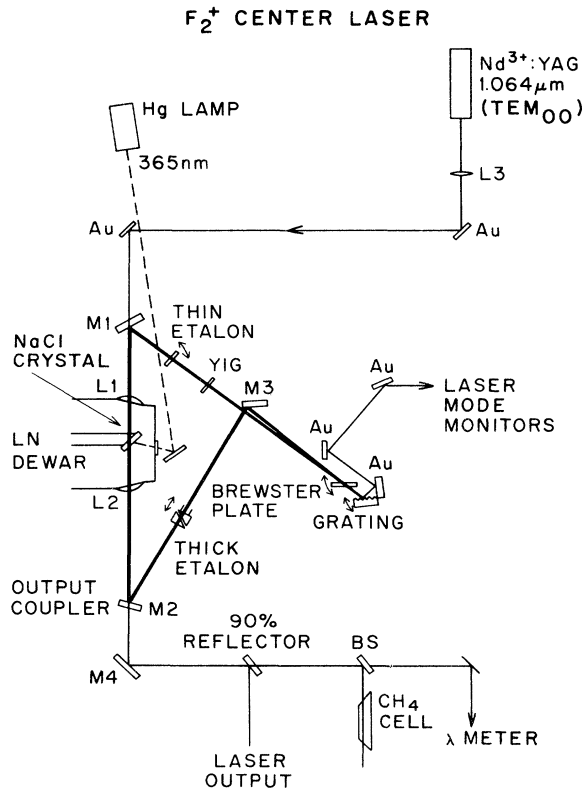 F₂⁺ CENTER LASER
Nd³⁺:YAG
1.064μm
(TEM₀₀)
Hg LAMP
365nm
L3
Au
Au
M1
THIN
ETALON
NaCl
CRYSTAL
YIG
M3
Au
LASER
MODE
MONITORS
L1
Au
Au
LN
DEWAR
L2
BREWSTER
PLATE
GRATING
THICK
ETALON
OUTPUT
COUPLER
M2
90%
REFLECTOR
BS
M4
CH₄
CELL
λ METER
LASER
OUTPUT